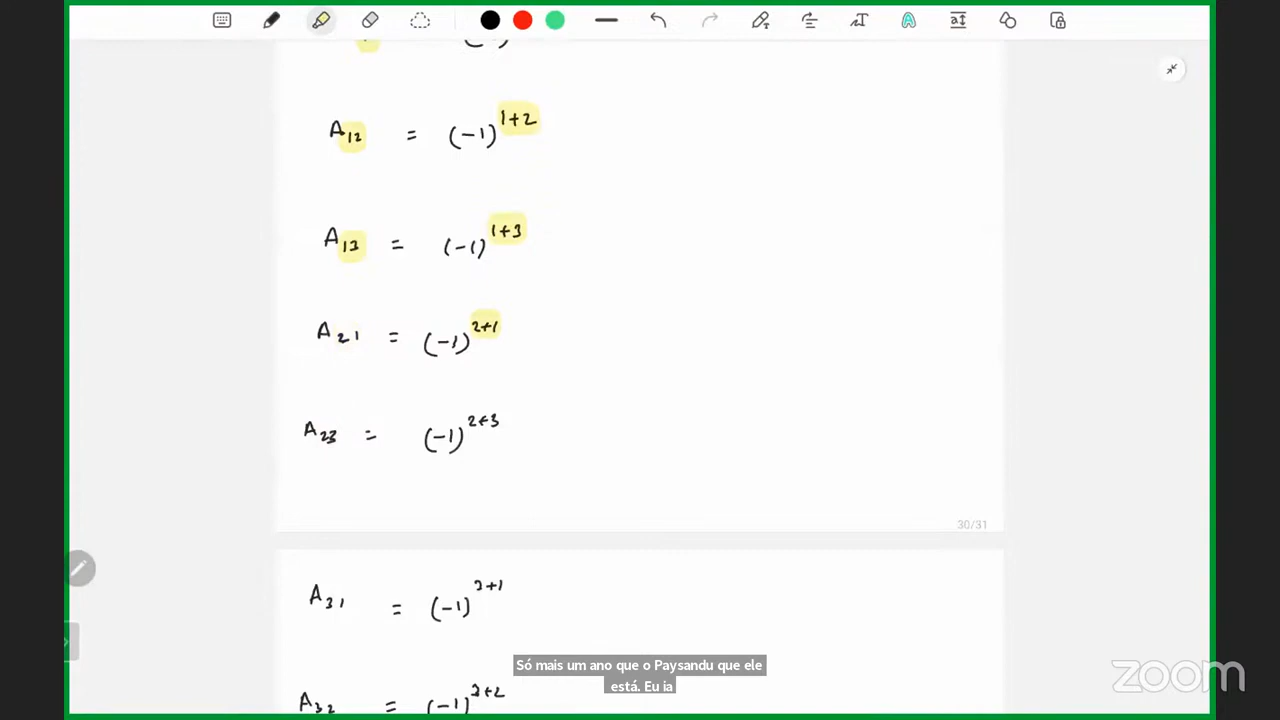 A12 = (-1)^1+2
A13 = (-1)^1+3
A21 = (-1)^2+1
A23 = (-1)^2+3
30/31
A31 = (-1)^3+1
Só mais um ano que o Paysandu que ele
está. Eu ia
zoom
A32 = (-1)^3+2